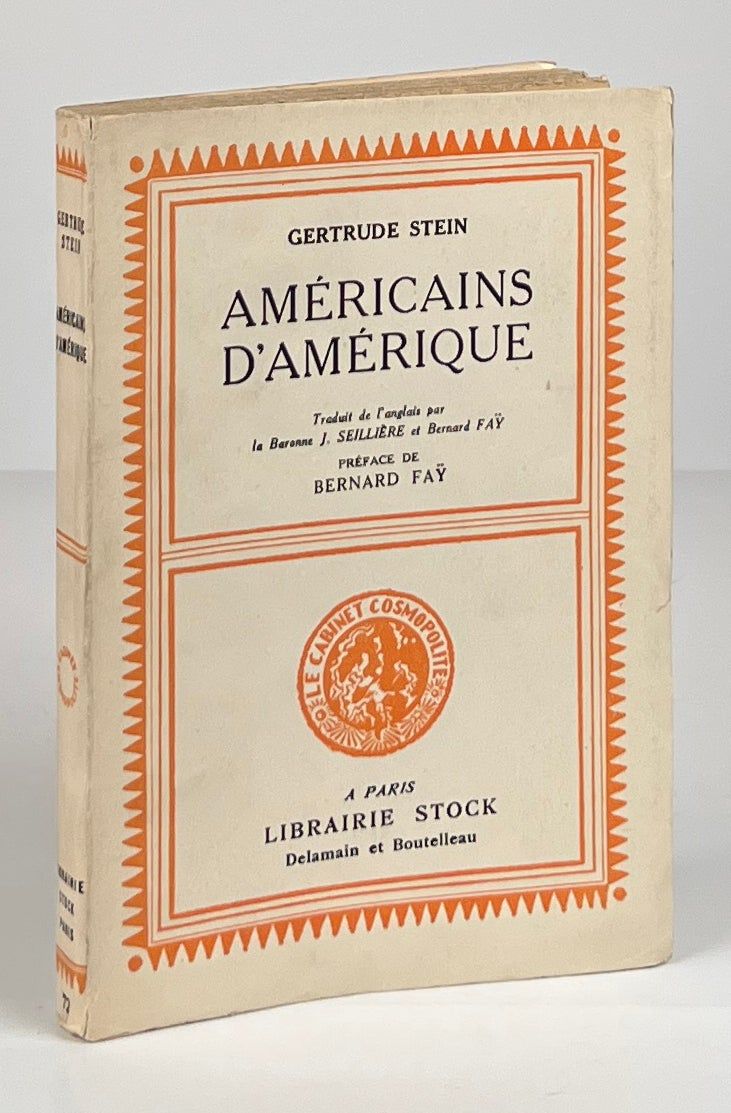 GERTRUDE STEIN
AMÉRICAINS
D'AMÉRIQUE
Traduit de l'anglais par
la Baronne J. SEILLIÈRE et Bernard FAŸ
PRÉFACE DE
BERNARD FAŸ
LE CABINET COSMOPOLITE
A PARIS
LIBRAIRIE STOCK
Delamain et Boutelleau
GERTRUDE
STEIN
AMÉRICAINS
D'AMÉRIQUE
LIBRAIRIE
STOCK
PARIS